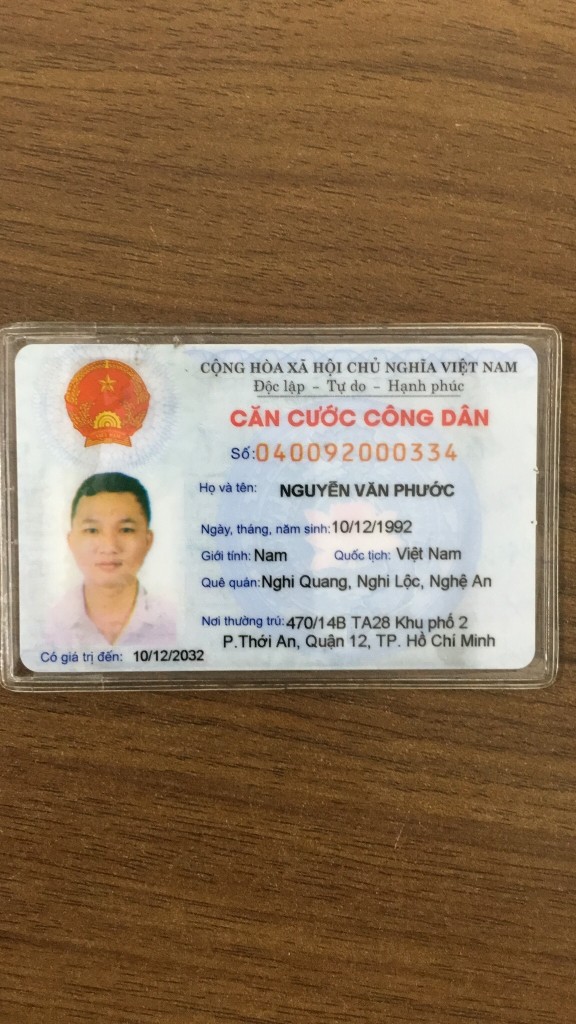 CỘNG HÒA XÃ HỘI CHỦ NGHĨA VIỆT NAM
Độc lập - Tự do - Hạnh phúc
CĂN CƯỚC CÔNG DÂN
Số: 040092000334
Họ và tên: NGUYỄN VĂN PHƯỚC
Ngày, tháng, năm sinh: 10/12/1992
Giới tính: Nam Quốc tịch: Việt Nam
Quê quán: Nghi Quang, Nghi Lộc, Nghệ An
Nơi thường trú: 470/14B TA28 Khu phố 2
P.Thới An, Quận 12, TP. Hồ Chí Minh
Có giá trị đến: 10/12/2032